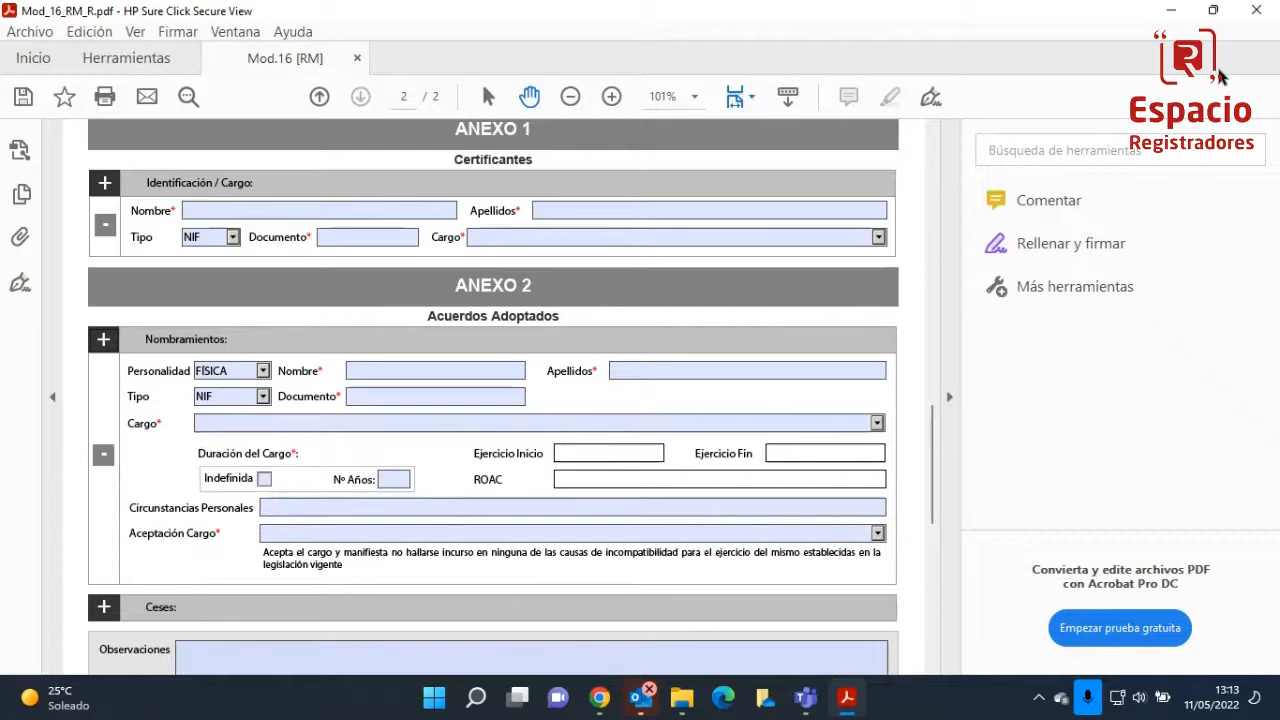 Mod_16_RM_R.pdf - HP Sure Click Secure View
Archivo Edición Ver Firmar Ventana Ayuda
Inicio Herramientas Mod.16 [RM] ×
2 / 2 101%
Espacio
Registradores
Búsqueda de herramientas
Comentar
Rellenar y firmar
Más herramientas
ANEXO 1
Certificantes
+ Identificación / Cargo:
Nombre* Apellidos*
-
Tipo NIF Documento* Cargo*
ANEXO 2
Acuerdos Adoptados
+ Nombramientos:
Personalidad FÍSICA Nombre* Apellidos*
Tipo NIF Documento*
Cargo*
-
Duración del Cargo*: Ejercicio Inicio Ejercicio Fin
Indefinida Nº Años: ROAC
Circunstancias Personales
Aceptación Cargo*
Acepta el cargo y manifiesta no hallarse incurso en ninguna de las causas de incompatibilidad para el ejercicio del mismo establecidas en la
legislación vigente
+ Ceses:
Observaciones
Convierta y edite archivos PDF
con Acrobat Pro DC
Empezar prueba gratuita
25°C
Soleado
13:13
11/05/2022